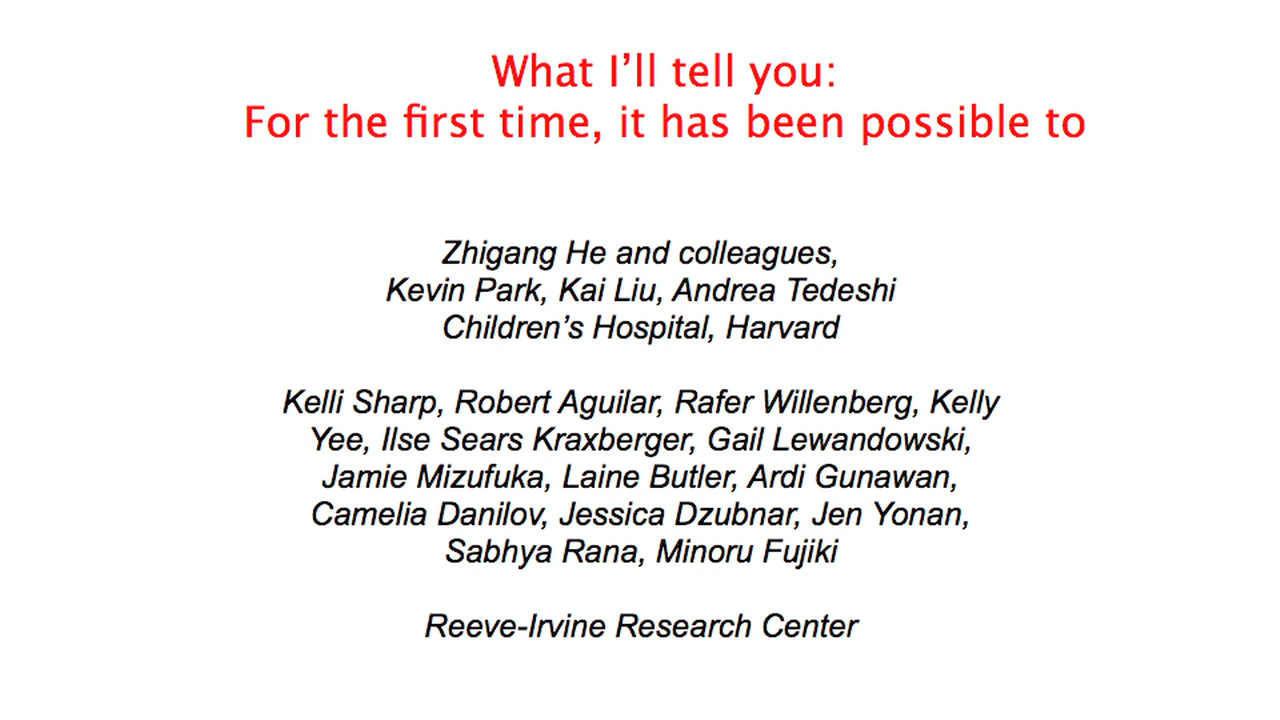 What I’ll tell you:
For the first time, it has been possible to
Zhigang He and colleagues,
Kevin Park, Kai Liu, Andrea Tedeshi
Children’s Hospital, Harvard
Kelli Sharp, Robert Aguilar, Rafer Willenberg, Kelly
Yee, Ilse Sears Kraxberger, Gail Lewandowski,
Jamie Mizufuka, Laine Butler, Ardi Gunawan,
Camelia Danilov, Jessica Dzubnar, Jen Yonan,
Sabhya Rana, Minoru Fujiki
Reeve-Irvine Research Center